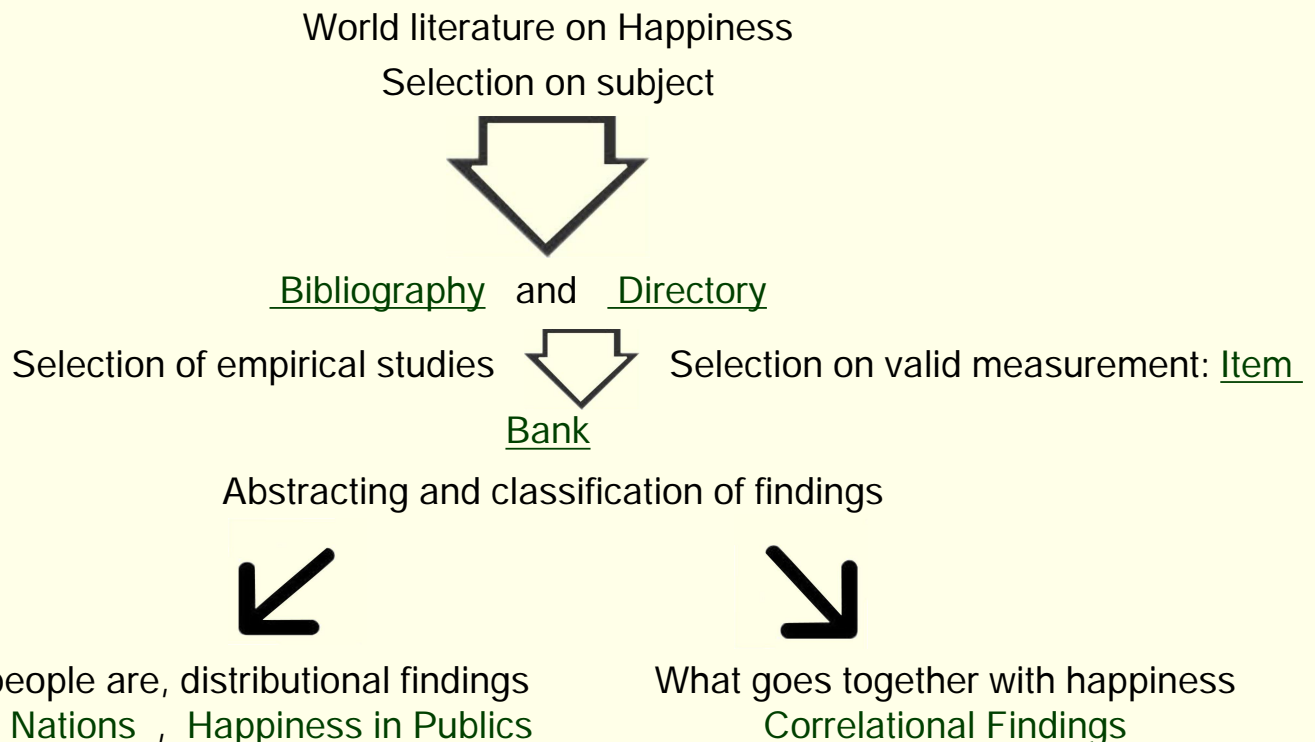 World literature on Happiness
Selection on subject
Bibliography and Directory
Selection of empirical studies Selection on valid measurement: Item
Bank
Abstracting and classification of findings
people are, distributional findings What goes together with happiness
Nations , Happiness in Publics Correlational Findings